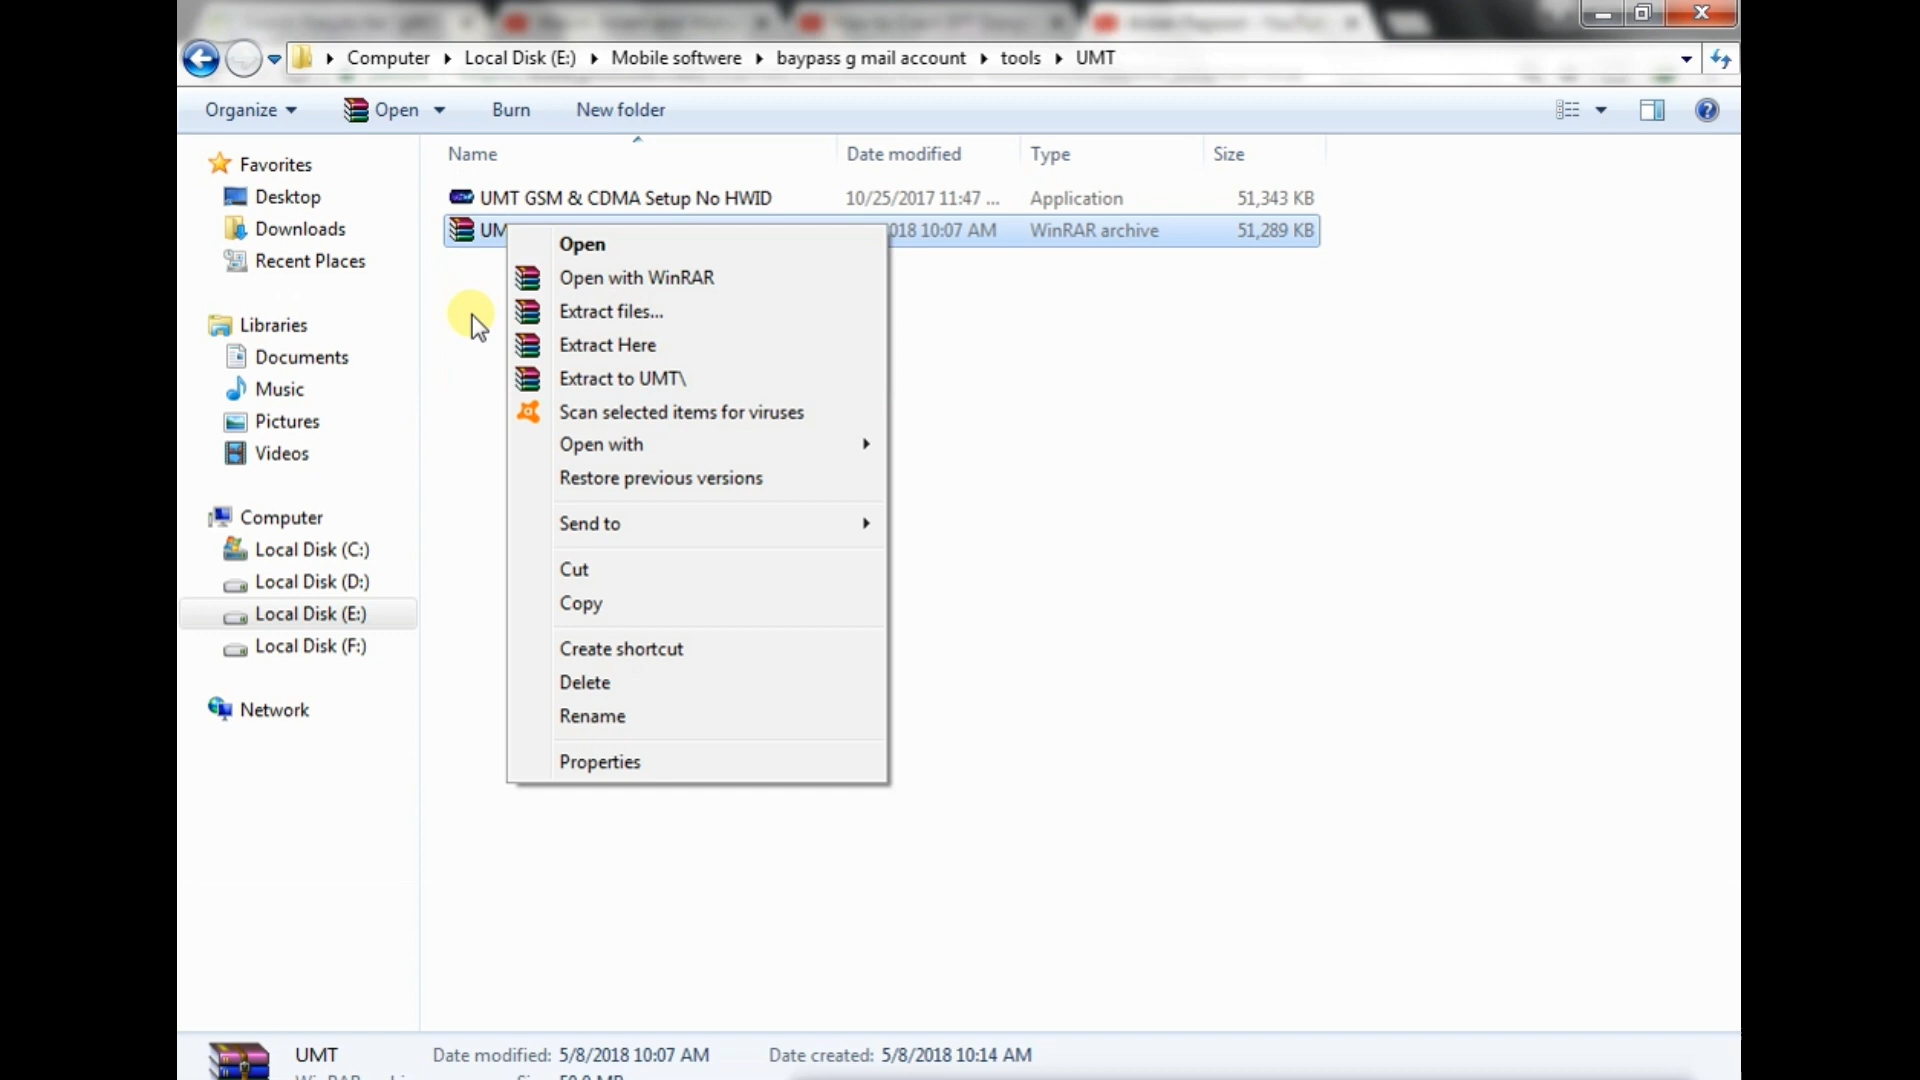 Computer Local Disk (E:) Mobile softwere baypass g mail account tools UMT
Organize Open Burn New folder
Name Date modified Type Size
UMT GSM & CDMA Setup No HWID 10/25/2017 11:47 ... Application 51,343 KB
UM 018 10:07 AM WinRAR archive 51,289 KB
Favorites
Desktop
Downloads
Recent Places
Libraries
Documents
Music
Pictures
Videos
Computer
Local Disk (C:)
Local Disk (D:)
Local Disk (E:)
Local Disk (F:)
Network
Open
Open with WinRAR
Extract files...
Extract Here
Extract to UMT\
Scan selected items for viruses
Open with
Restore previous versions
Send to
Cut
Copy
Create shortcut
Delete
Rename
Properties
UMT Date modified: 5/8/2018 10:07 AM Date created: 5/8/2018 10:14 AM